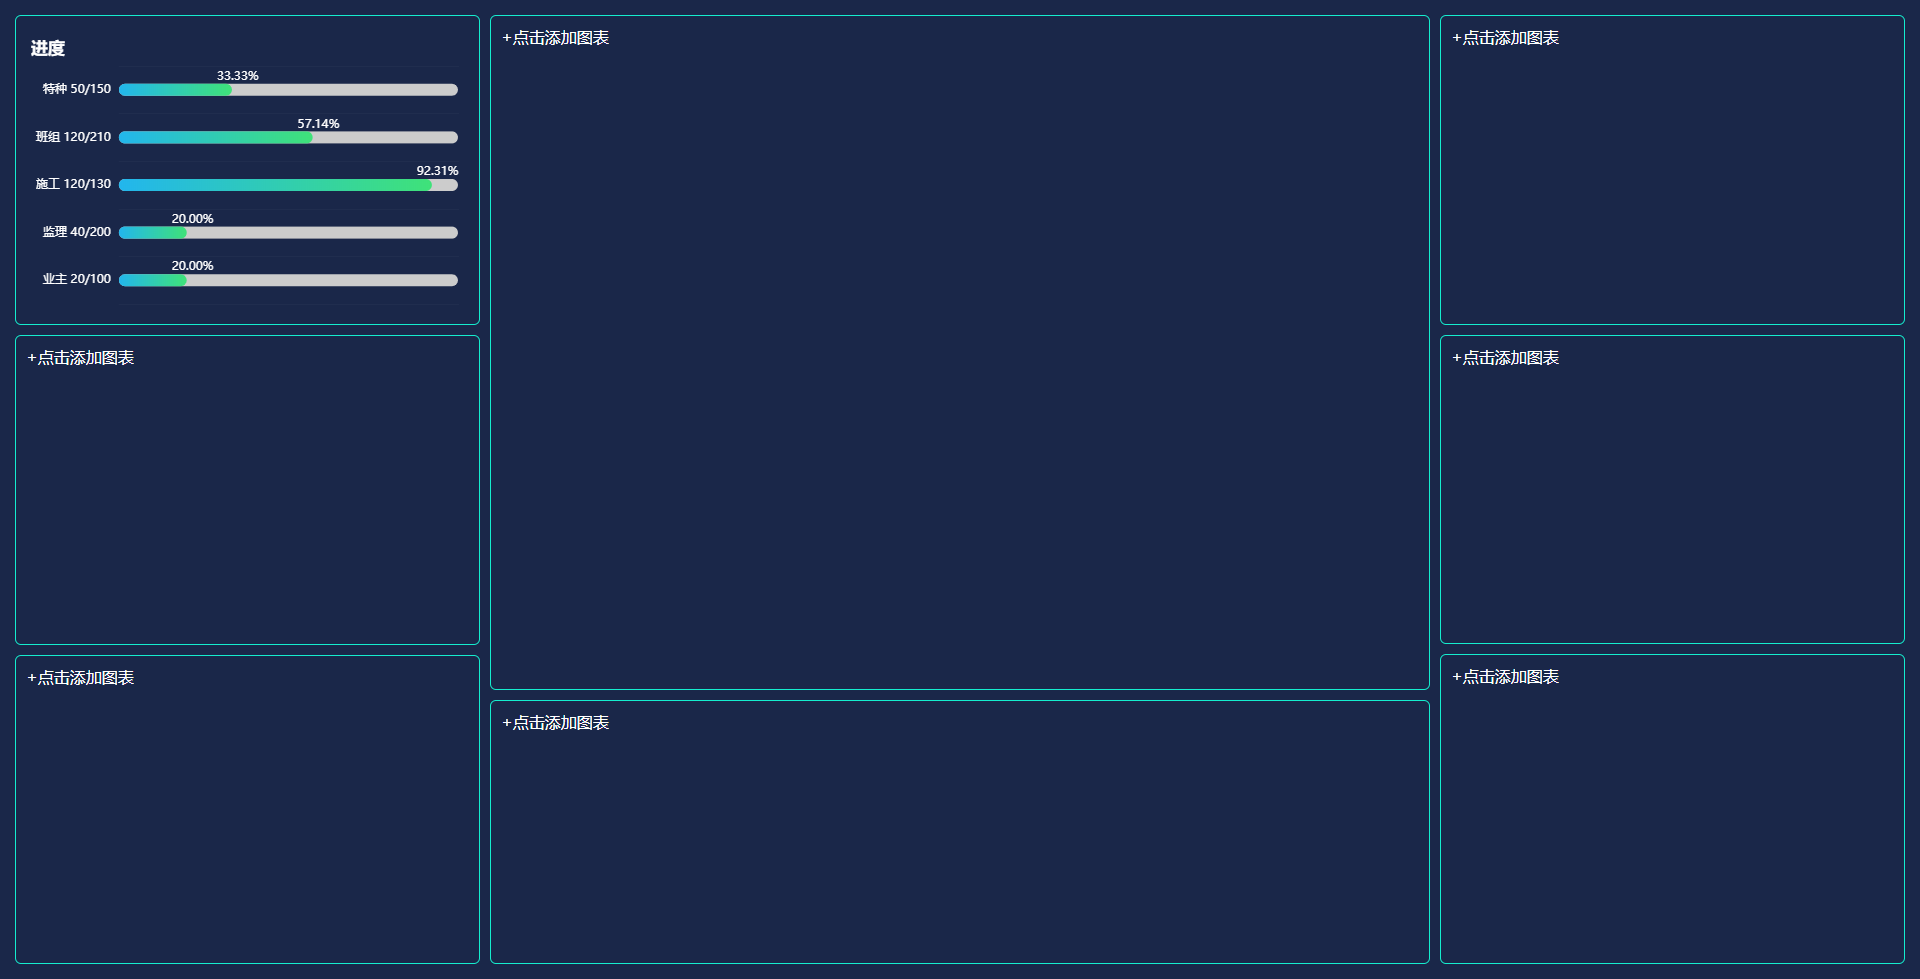 进度
33.33%
特种 50/150
57.14%
班组 120/210
92.31%
施工 120/130
20.00%
监理 40/200
20.00%
业主 20/100
+点击添加图表
+点击添加图表
+点击添加图表
+点击添加图表
+点击添加图表
+点击添加图表
+点击添加图表